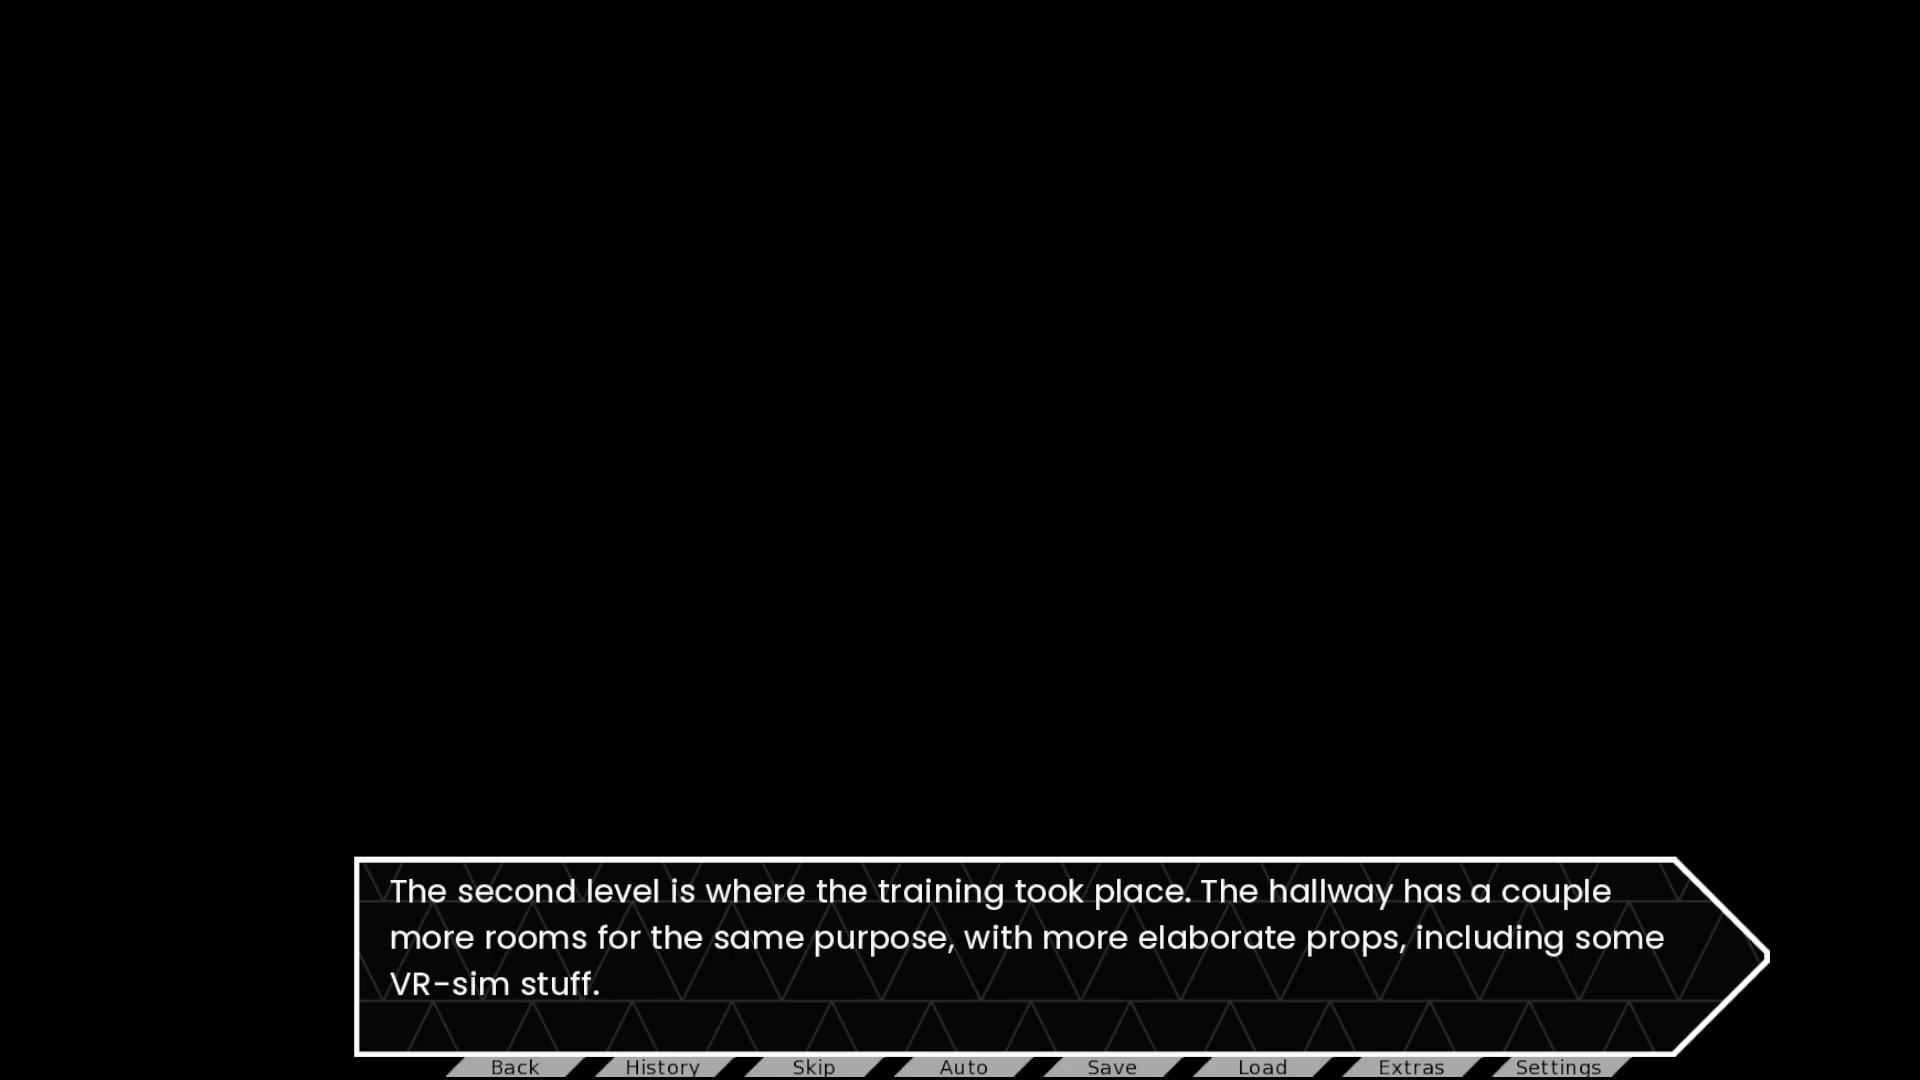 The second level is where the training took place. The hallway has a couple
more rooms for the same purpose, with more elaborate props, including some
VR-sim stuff.
Back History Skip Auto Save Load Extras Settings